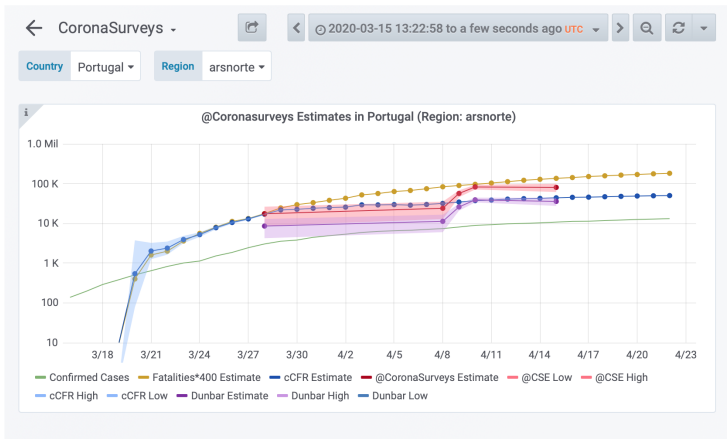 CoronaSurveys
2020-03-15 13:22:58 to a few seconds ago UTC
Country Portugal Region arsnorte
i
@Coronasurveys Estimates in Portugal (Region: arsnorte)
1.0 Mil
100 K
10 K
1 K
100
10
3/18 3/21 3/24 3/27 3/30 4/2 4/5 4/8 4/11 4/14 4/17 4/20 4/23
Confirmed Cases Fatalities*400 Estimate cCFR Estimate @CoronaSurveys Estimate @CSE Low @CSE High
cCFR High cCFR Low Dunbar Estimate Dunbar High Dunbar Low